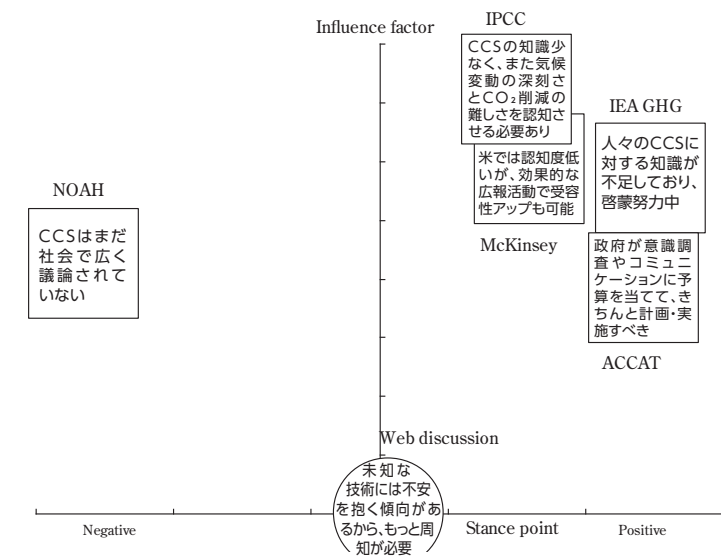 Influence factor
IPCC
CCSの知識少
なく、また気候
変動の深刻さ
とCO₂削減の
難しさを認知さ
せる必要あり
IEA GHG
人々のCCSに
対する知識が
不足しており、
啓蒙努力中
米では認知度低
いが、効果的な
広報活動で受容
性アップも可能
McKinsey
NOAH
CCSはまだ
社会で広く
議論されて
いない
政府が意識調
査やコミュニ
ケーションに予
算を当てて、き
ちんと計画・実
施すべき
ACCAT
Web discussion
未知な
技術には不安
を抱く傾向があ
るから、もっと周
知が必要
Negative
Stance point
Positive